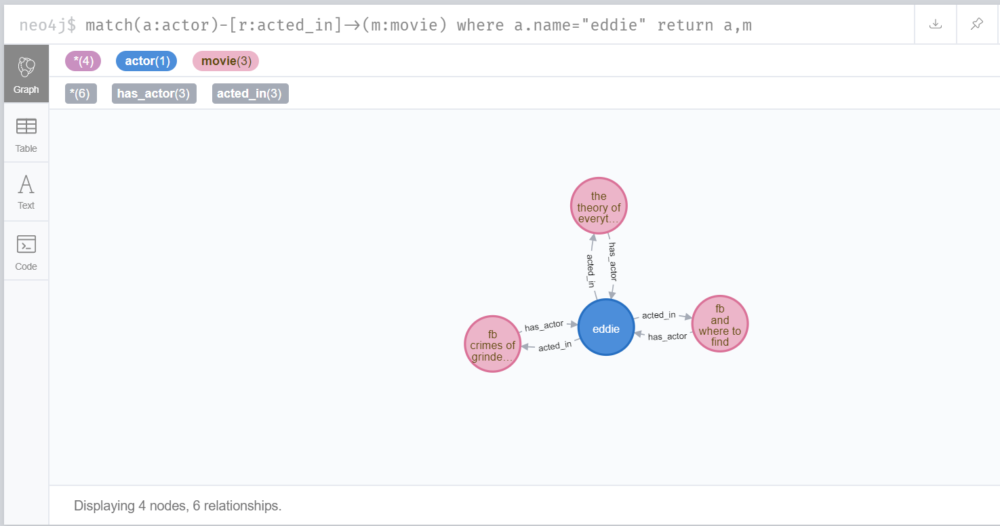 neo4j$ match(a:actor)-[r:acted_in]->(m:movie) where a.name="eddie" return a,m
*(4) actor(1) movie(3)
*(6) has_actor(3) acted_in(3)
Graph
Table
Text
Code
the
theory of
everyt...
acted_in
has_actor
fb
crimes of
grinde...
has_actor
acted_in
eddie
acted_in
has_actor
fb
and
where to
find
Displaying 4 nodes, 6 relationships.